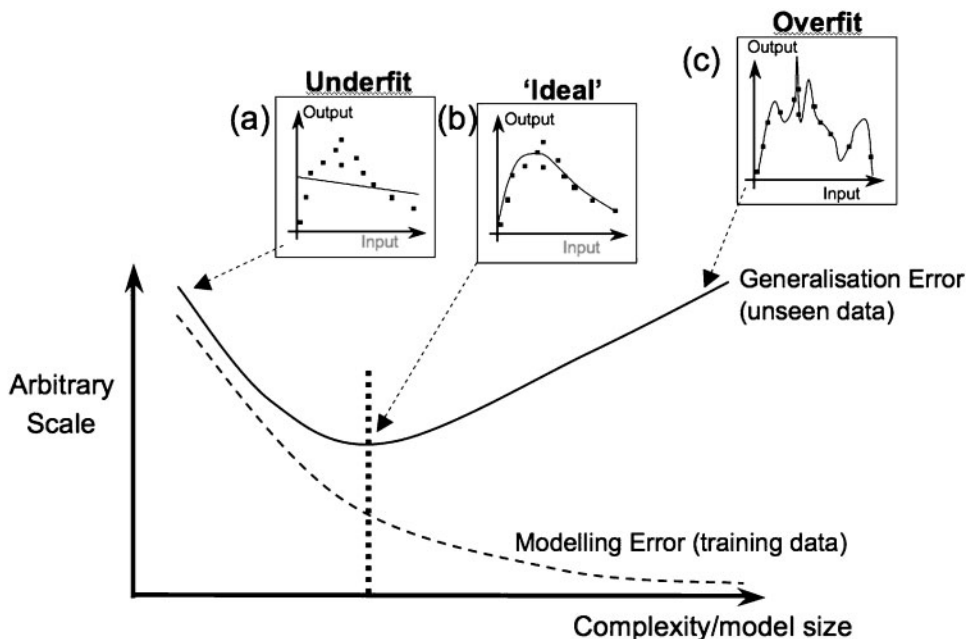 Overfit
(c)
Output
Input
Underfit
(a)
Output
Input
'Ideal'
(b)
Output
Input
Generalisation Error
(unseen data)
Arbitrary
Scale
Modelling Error (training data)
Complexity/model size